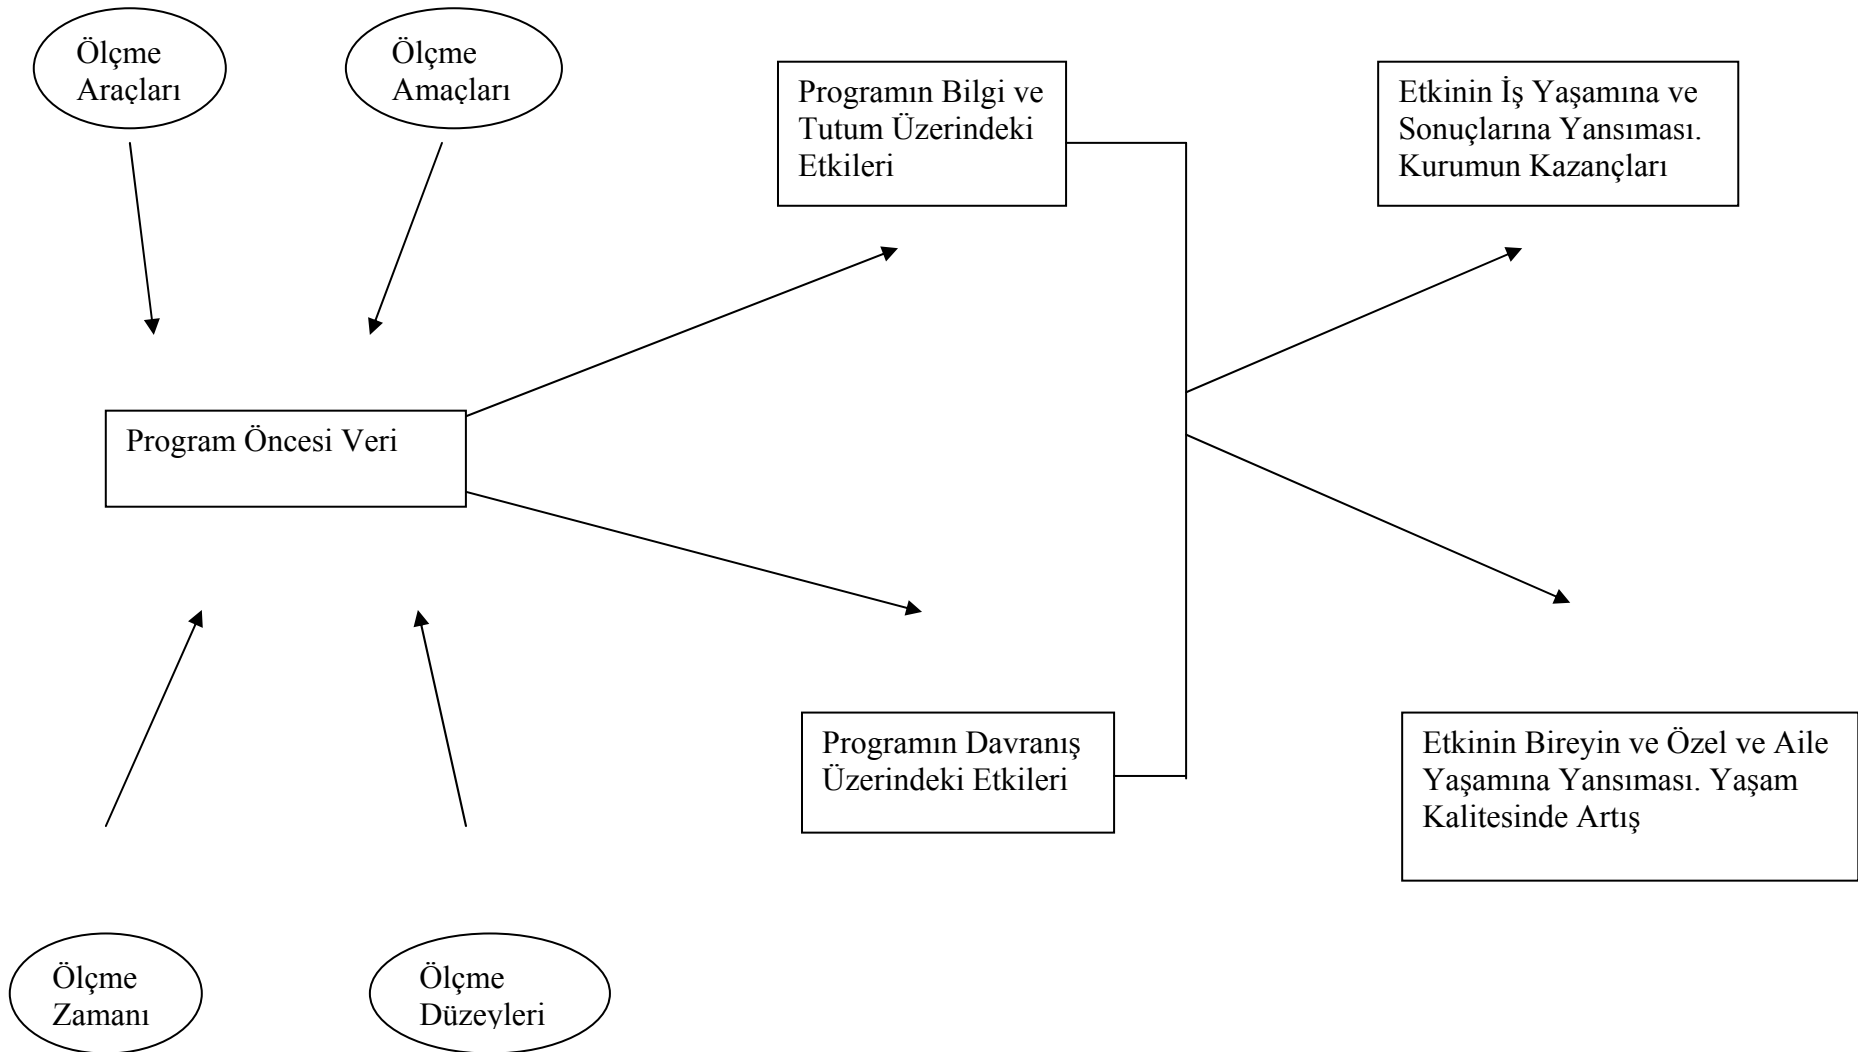 Ölçme
Araçları
Ölçme
Amaçları
Programın Bilgi ve
Tutum Üzerindeki
Etkileri
Etkinin İş Yaşamına ve
Sonuçlarına Yansıması.
Kurumun Kazançları
Program Öncesi Veri
Programın Davranış
Üzerindeki Etkileri
Etkinin Bireyin ve Özel ve Aile
Yaşamına Yansıması. Yaşam
Kalitesinde Artış
Ölçme
Zamanı
Ölçme
Düzeyleri